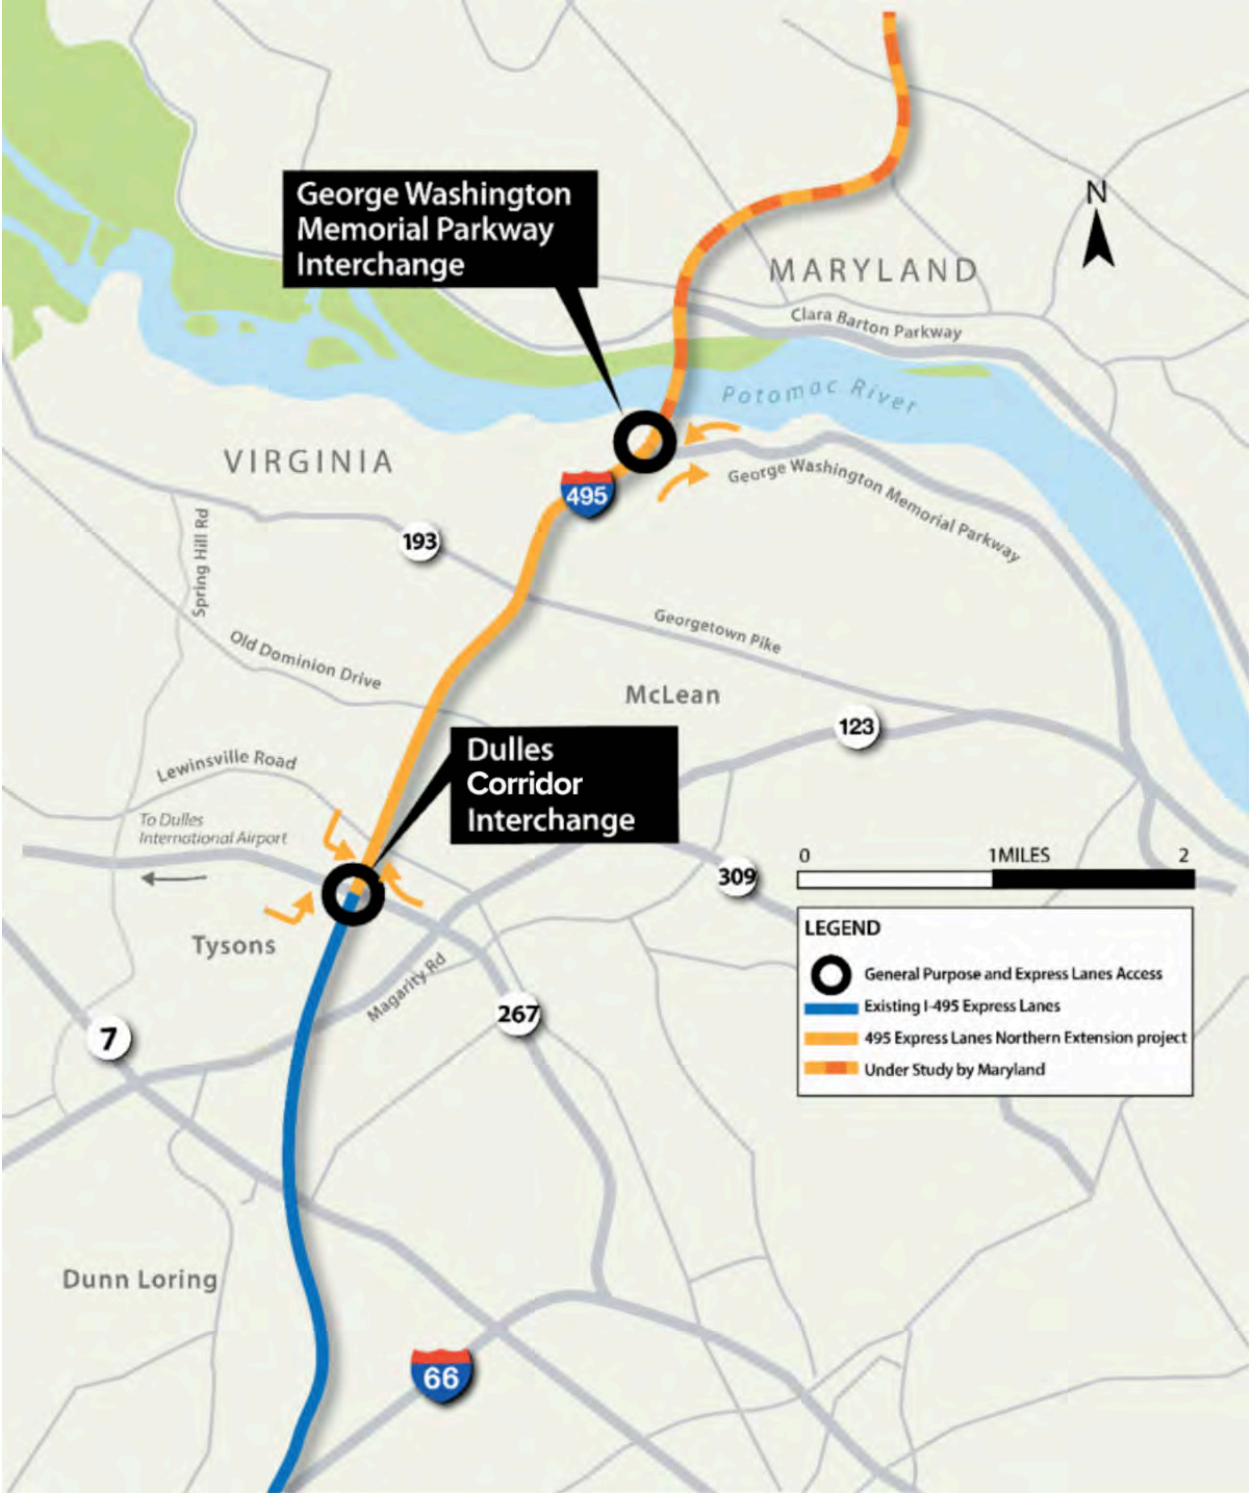 George Washington
Memorial Parkway
Interchange
N
MARYLAND
Clara Barton Parkway
Potomac River
VIRGINIA
495
George Washington Memorial Parkway
193
Spring Hill Rd
Georgetown Pike
Old Dominion Drive
McLean
123
Dulles
Corridor
Interchange
Lewinsville Road
To Dulles
International Airport
0 1MILES 2
309
Tysons
Magarity Rd
267
7
LEGEND
General Purpose and Express Lanes Access
Existing I-495 Express Lanes
495 Express Lanes Northern Extension project
Under Study by Maryland
Dunn Loring
66